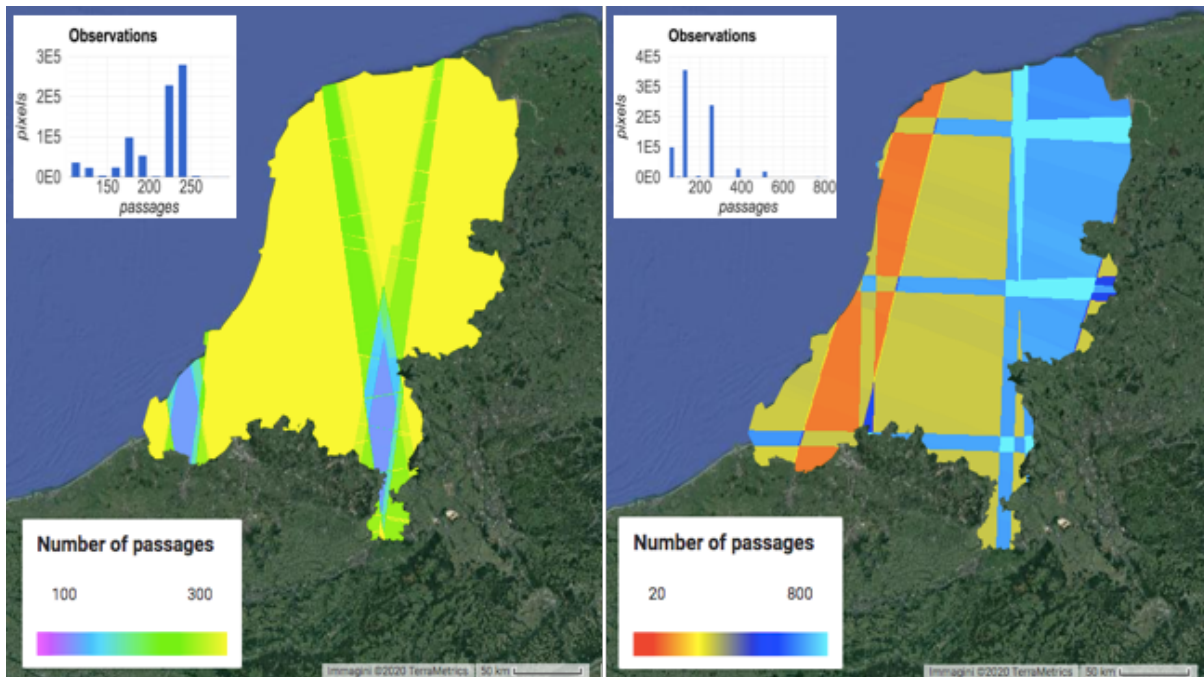 Observations
3E5
2E5
1E5
0E0
pixels
150 200 250
passages
Number of passages
100 300
Immagini ©2020 TerraMetrics 50 km
Observations
4E5
3E5
2E5
1E5
0E0
pixels
200 400 600 800
passages
Number of passages
20 800
Immagini ©2020 TerraMetrics 50 km